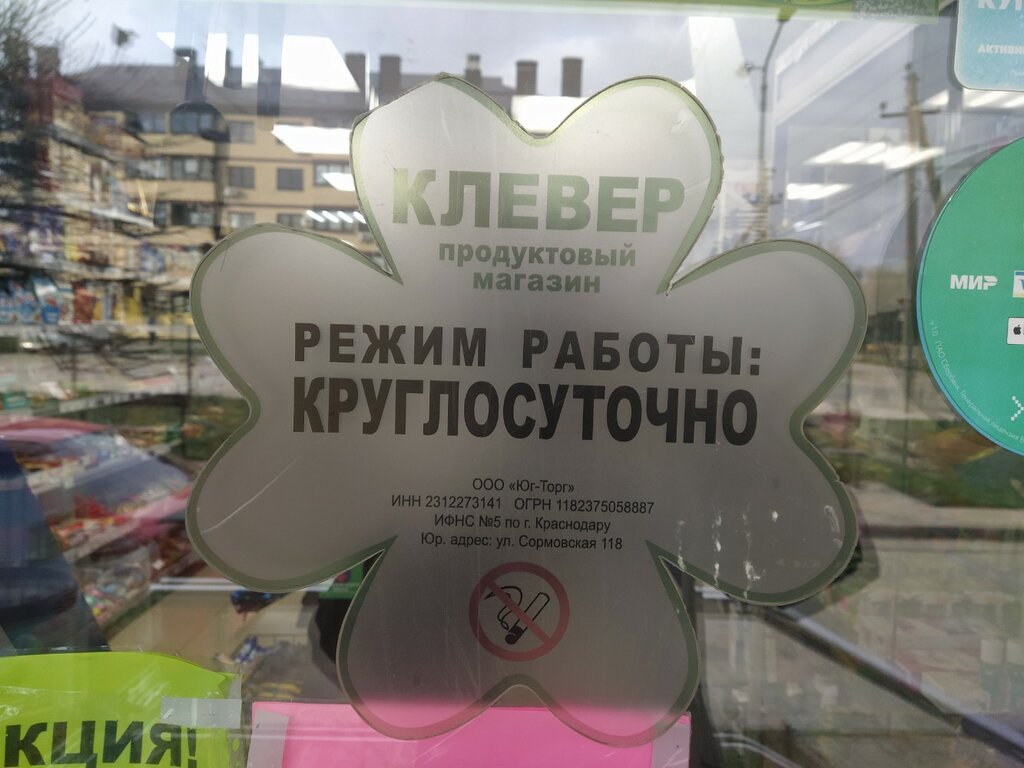 КЛЕВЕР
продуктовый
магазин
РЕЖИМ РАБОТЫ:
КРУГЛОСУТОЧНО
ООО «Юг-Торг»
ИНН 2312273141 ОГРН 1182375058887
ИФНС №5 по г. Краснодару
Юр. адрес: ул. Сормовская 118
КЦИЯ!
МИР